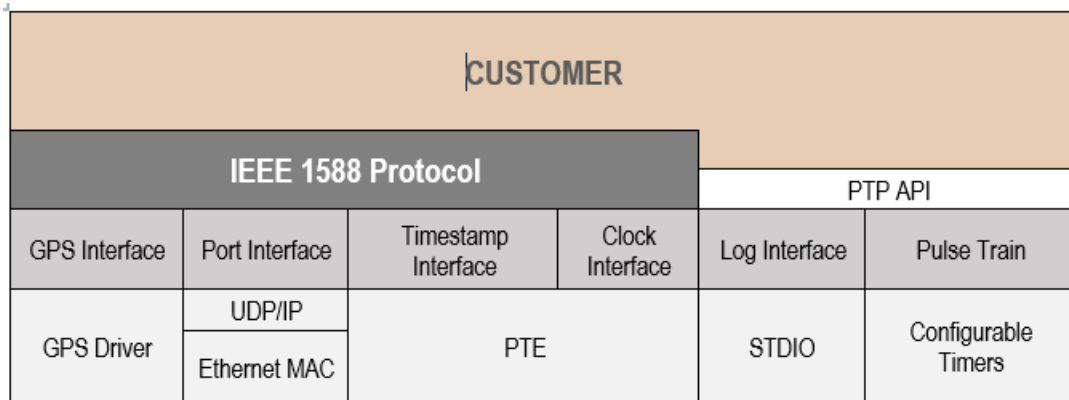 CUSTOMER
IEEE 1588 Protocol
PTP API
GPS Interface
Port Interface
Timestamp
Interface
Clock
Interface
Log Interface
Pulse Train
GPS Driver
UDP/IP
Ethernet MAC
PTE
STDIO
Configurable
Timers